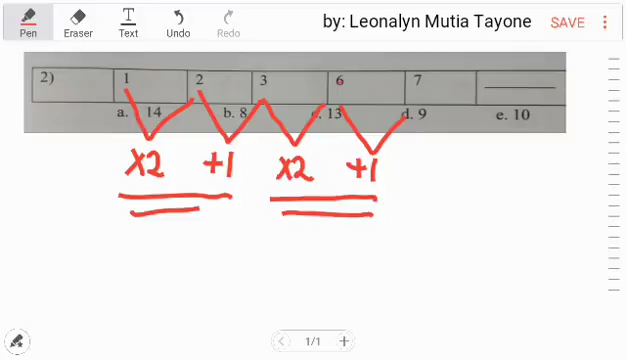 by: Leonalyn Mutia Tayone SAVE
Pen Eraser Text Undo Redo
2) 1 2 3 6 7
a. 14 b. 8 c. 13 d. 9 e. 10
x2 +1 x2 +1
1/1